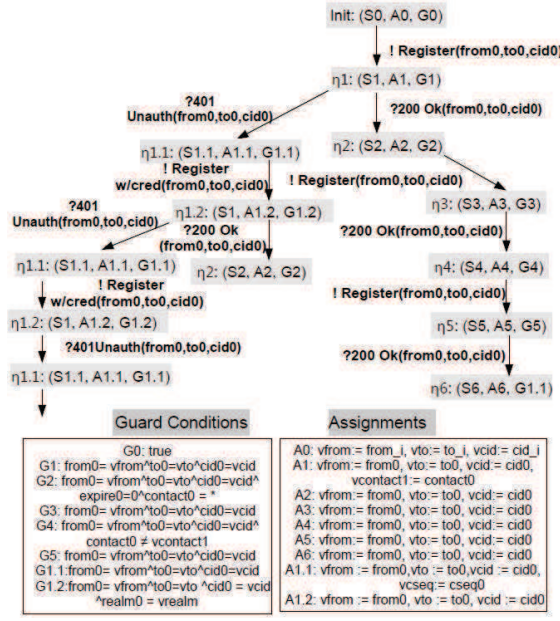 Init: (S0, A0, G0)
! Register(from0,to0,cid0)
η1: (S1, A1, G1)
?401
Unauth(from0,to0,cid0)
?200 Ok(from0,to0,cid0)
η1.1: (S1.1, A1.1, G1.1)
η2: (S2, A2, G2)
! Register
w/cred(from0,to0,cid0)
! Register(from0,to0,cid0)
?401
Unauth(from0,to0,cid0)
η1.2: (S1, A1.2, G1.2)
η3: (S3, A3, G3)
?200 Ok
(from0,to0,cid0)
?200 Ok(from0,to0,cid0)
η1.1: (S1.1, A1.1, G1.1)
η2: (S2, A2, G2)
η4: (S4, A4, G4)
! Register
w/cred(from0,to0,cid0)
! Register(from0,to0,cid0)
η1.2: (S1, A1.2, G1.2)
η5: (S5, A5, G5)
?401Unauth(from0,to0,cid0)
?200 Ok(from0,to0,cid0)
η1.1: (S1.1, A1.1, G1.1)
η6: (S6, A6, G1.1)
Guard Conditions
G0: true
G1: from0= vfrom^to0=vto^cid0=vcid
G2: from0= vfrom^to0=vto^cid0=vcid^
expire0=0^contact0 = *
G3: from0= vfrom^to0=vto^cid0=vcid
G4: from0= vfrom^to0=vto^cid0=vcid^
contact0 ≠ vcontact1
G5: from0= vfrom^to0=vto^cid0=vcid
G1.1:from0= vfrom^to0=vto^cid0=vcid
G1.2:from0= vfrom^to0=vto ^cid0 = vcid
^realm0 = vrealm
Assignments
A0: vfrom:= from_i, vto:= to_i, vcid:= cid_i
A1: vfrom:= from0, vto:= to0, vcid:= cid0,
vcontact1:= contact0
A2: vfrom:= from0, vto:= to0, vcid:= cid0
A3: vfrom:= from0, vto:= to0, vcid:= cid0
A4: vfrom:= from0, vto:= to0, vcid:= cid0
A5: vfrom:= from0, vto:= to0, vcid:= cid0
A6: vfrom:= from0, vto:= to0, vcid:= cid0
A1.1: vfrom := from0,vto := to0,vcid := cid0,
vcseq:= cseq0
A1.2: vfrom := from0, vto := to0, vcid := cid0